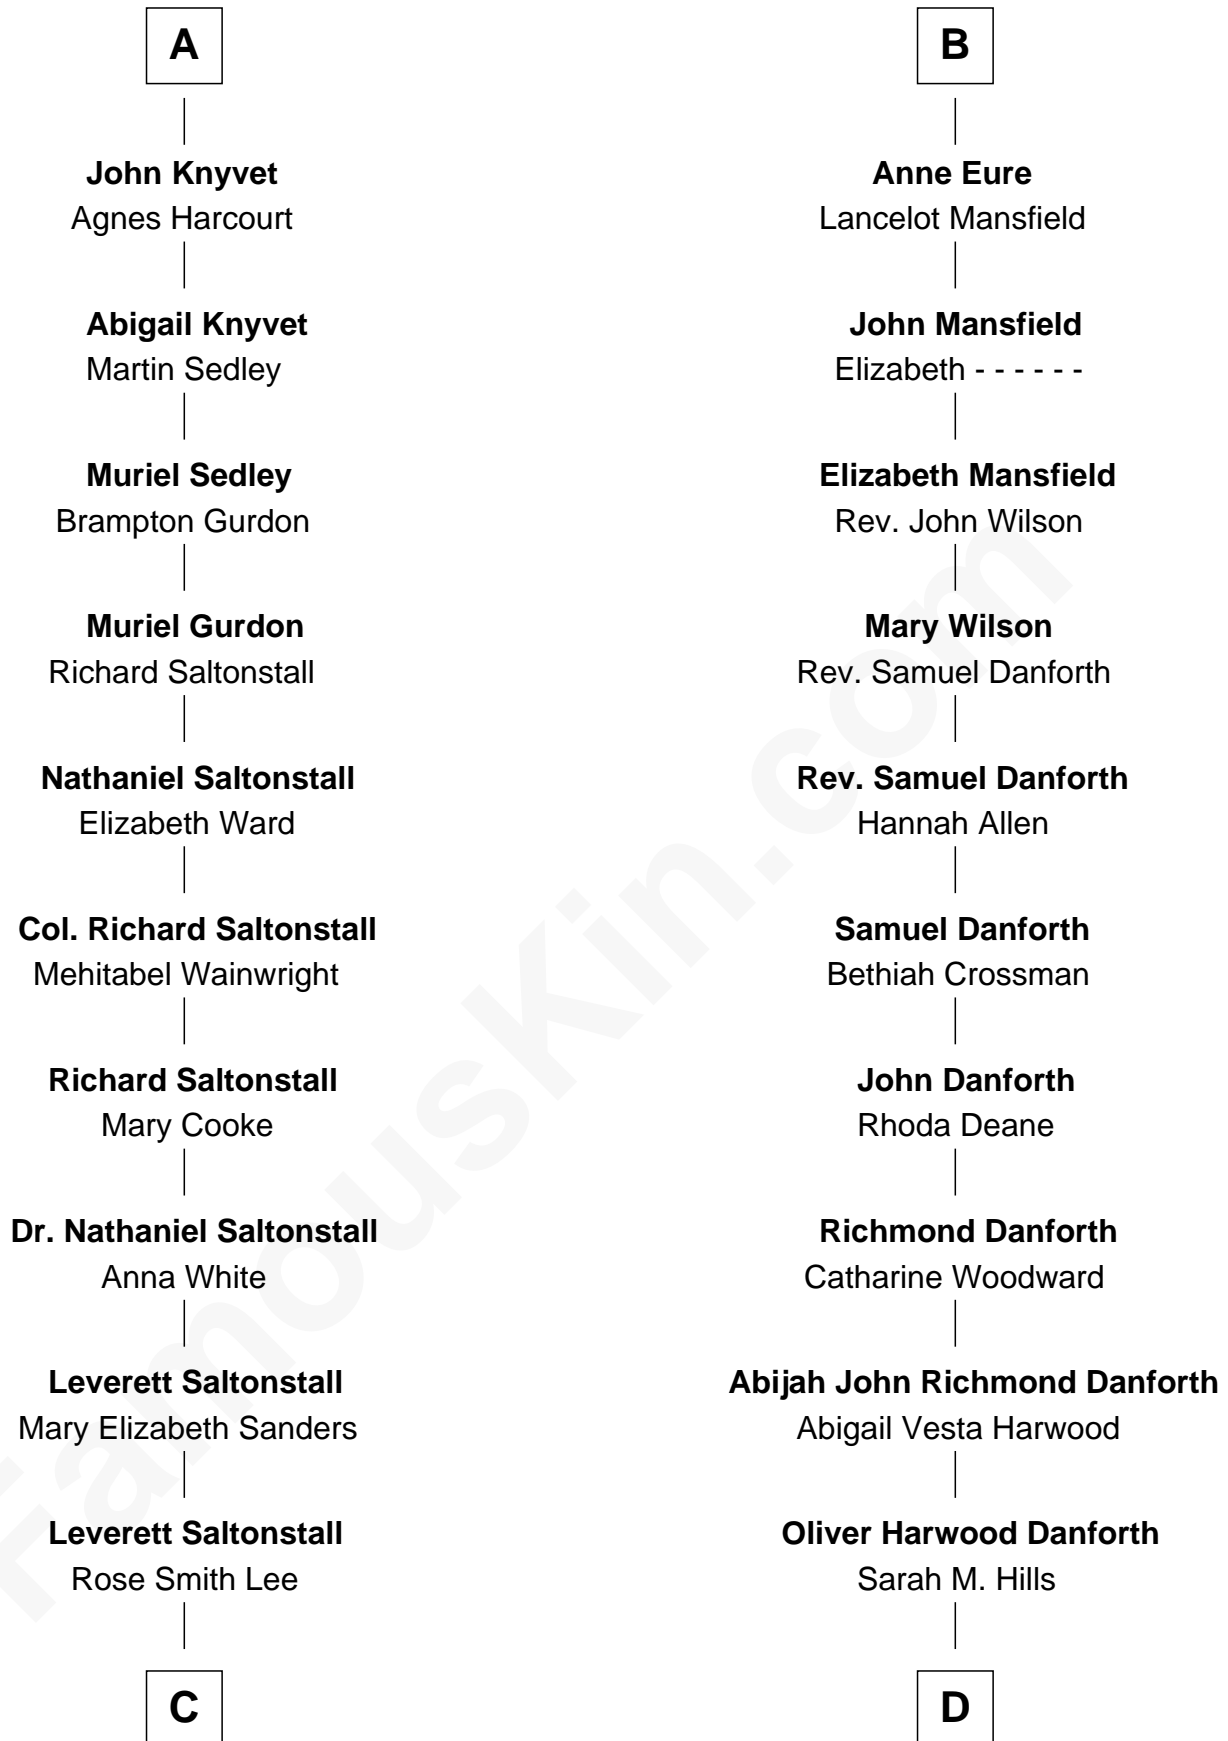 A
John Knyvet
Agnes Harcourt
Abigail Knyvet
Martin Sedley
Muriel Sedley
Brampton Gurdon
Muriel Gurdon
Richard Saltonstall
Nathaniel Saltonstall
Elizabeth Ward
Col. Richard Saltonstall
Mehitabel Wainwright
Richard Saltonstall
Mary Cooke
Dr. Nathaniel Saltonstall
Anna White
Leverett Saltonstall
Mary Elizabeth Sanders
Leverett Saltonstall
Rose Smith Lee
C
B
Anne Eure
Lancelot Mansfield
John Mansfield
Elizabeth - - - - - -
Elizabeth Mansfield
Rev. John Wilson
Mary Wilson
Rev. Samuel Danforth
Rev. Samuel Danforth
Hannah Allen
Samuel Danforth
Bethiah Crossman
John Danforth
Rhoda Deane
Richmond Danforth
Catharine Woodward
Abijah John Richmond Danforth
Abigail Vesta Harwood
Oliver Harwood Danforth
Sarah M. Hills
D
FamousKin.com